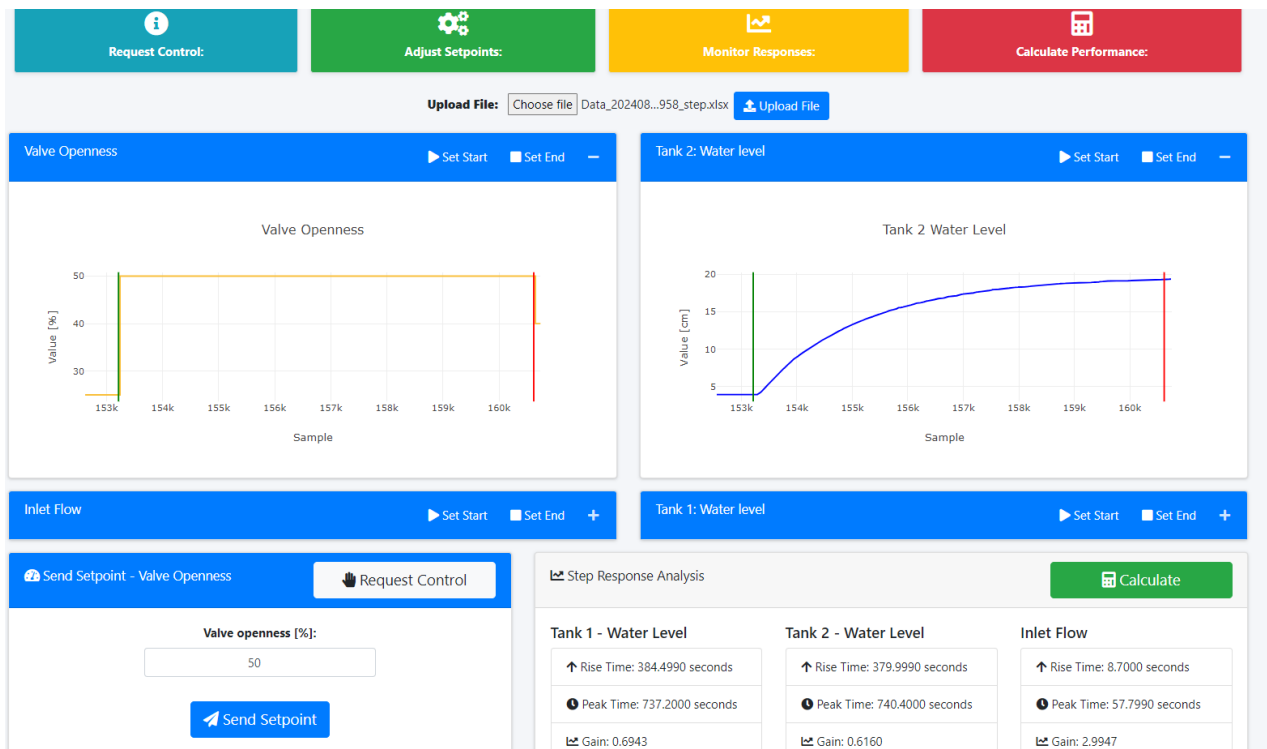 Request Control:
Adjust Setpoints:
Monitor Responses:
Calculate Performance:
Upload File: Choose file Data_202408...958_step.xlsx Upload File
Valve Openness Set Start Set End
Valve Openness
50
40
30
Value [%]
153k 154k 155k 156k 157k 158k 159k 160k
Sample
Tank 2: Water level Set Start Set End
Tank 2 Water Level
20
15
10
5
Value [cm]
153k 154k 155k 156k 157k 158k 159k 160k
Sample
Inlet Flow Set Start Set End
Tank 1: Water level Set Start Set End
Send Setpoint - Valve Openness Request Control
Valve openness [%]:
50
Send Setpoint
Step Response Analysis Calculate
Tank 1 - Water Level
Rise Time: 384.4990 seconds
Peak Time: 737.2000 seconds
Gain: 0.6943
Tank 2 - Water Level
Rise Time: 379.9990 seconds
Peak Time: 740.4000 seconds
Gain: 0.6160
Inlet Flow
Rise Time: 8.7000 seconds
Peak Time: 57.7990 seconds
Gain: 2.9947